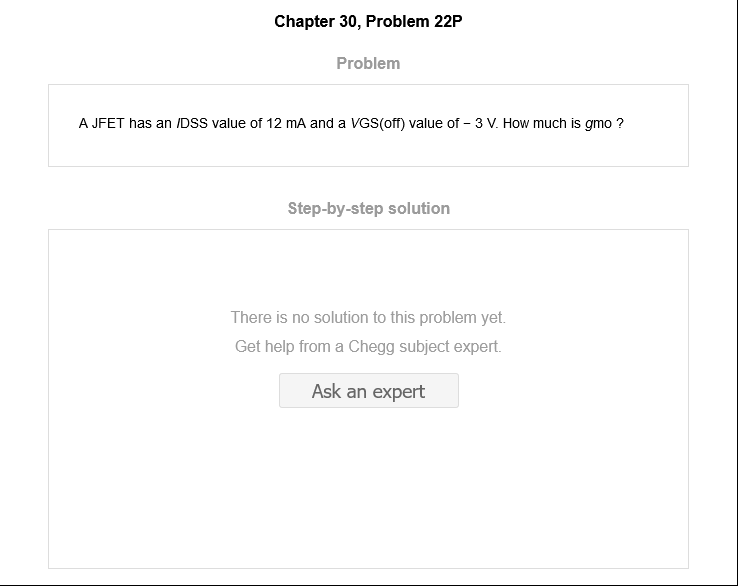 Chapter 30, Problem 22P
Problem
A JFET has an IDSS value of 12 mA and a VGS(off) value of − 3 V. How much is gmo ?
Step-by-step solution
There is no solution to this problem yet.
Get help from a Chegg subject expert.
Ask an expert